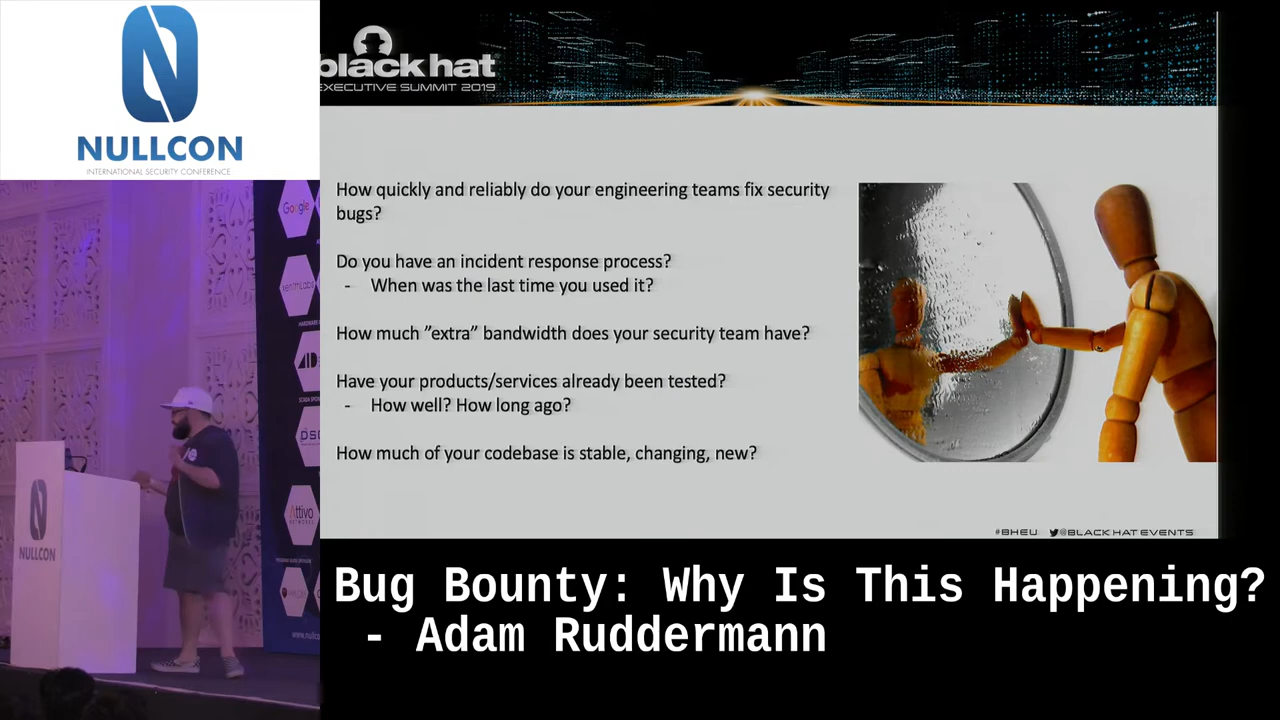 NULLCON
INTERNATIONAL SECURITY CONFERENCE
black hat
EXECUTIVE SUMMIT 2019
How quickly and reliably do your engineering teams fix security
bugs?
Do you have an incident response process?
- When was the last time you used it?
How much ”extra” bandwidth does your security team have?
Have your products/services already been tested?
- How well? How long ago?
How much of your codebase is stable, changing, new?
#BHEU @BLACK HAT EVENTS
Google
Attivo
NULLCON
Bug Bounty: Why Is This Happening?
- Adam Ruddermann